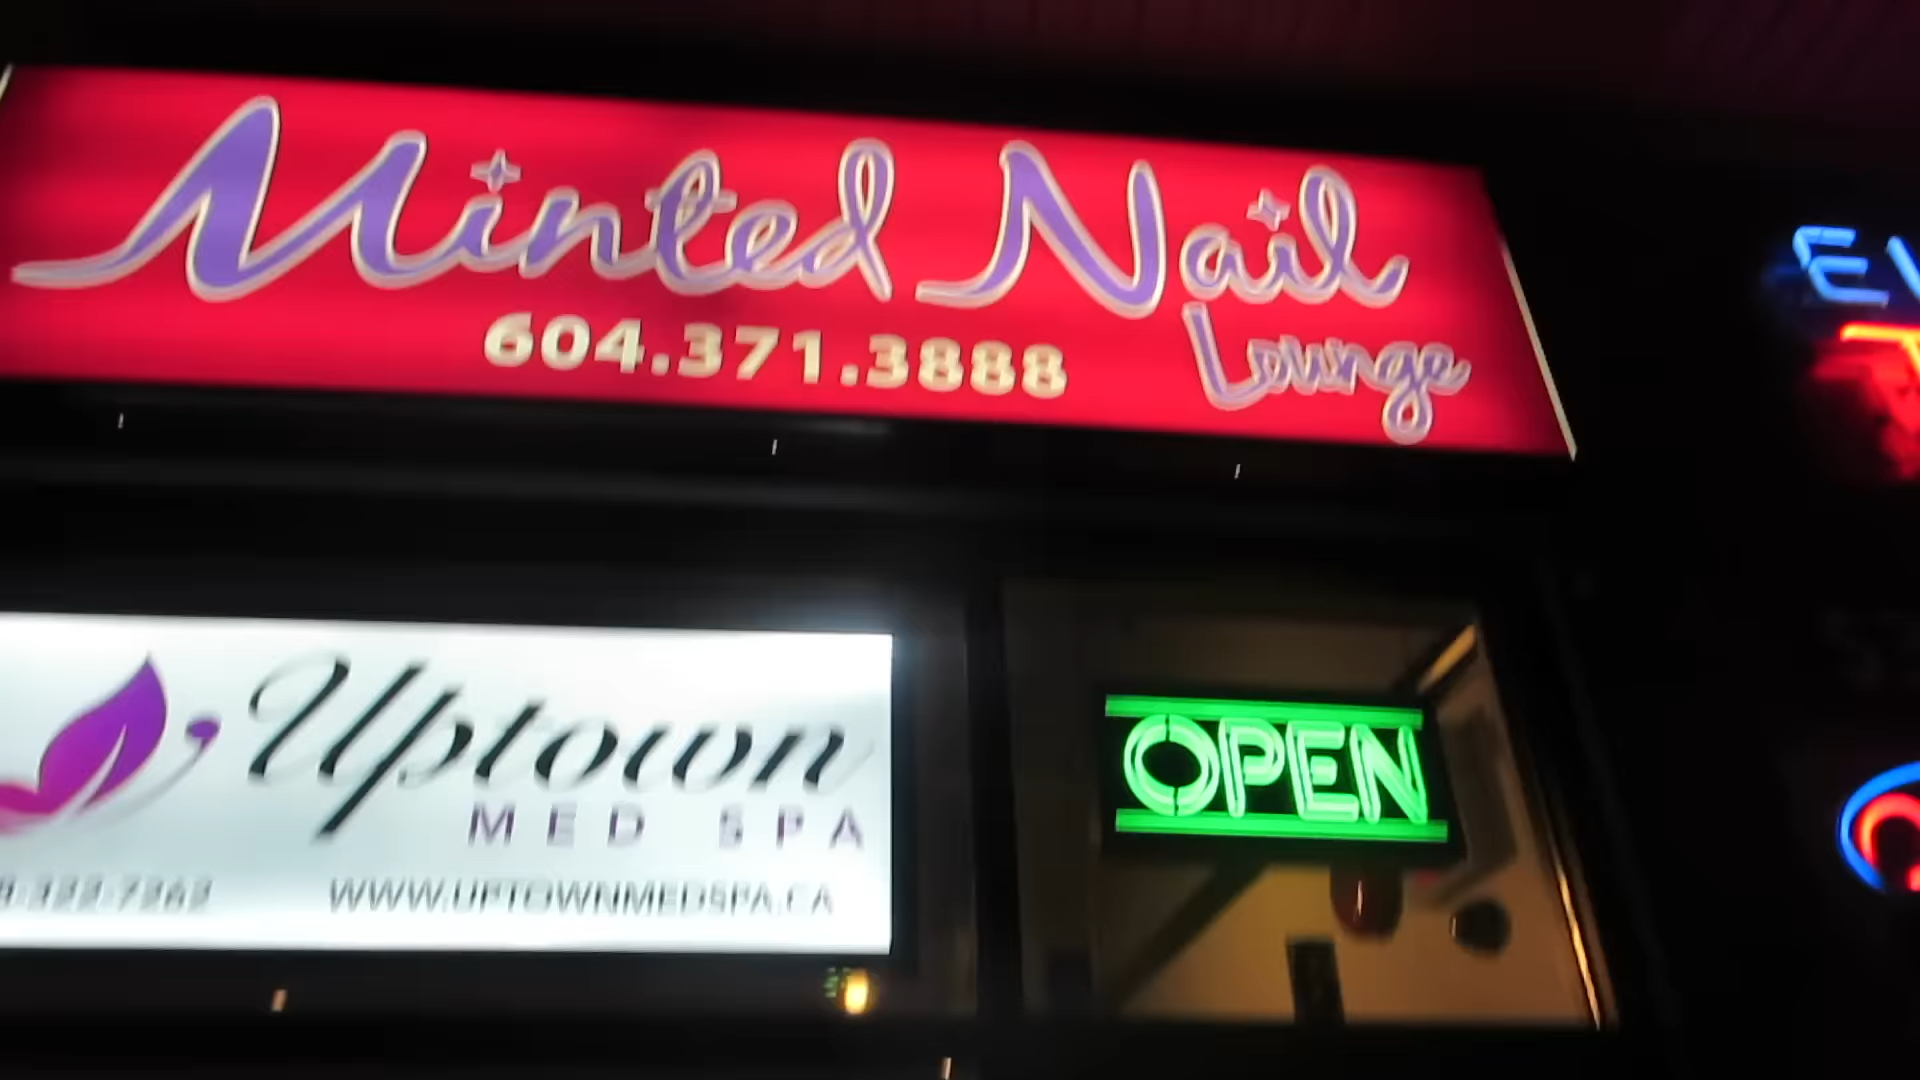 Minted Nail
Lounge
604.371.3888
Uptown
MED SPA
WWW.UPTOWNMEDSPA.CA
OPEN